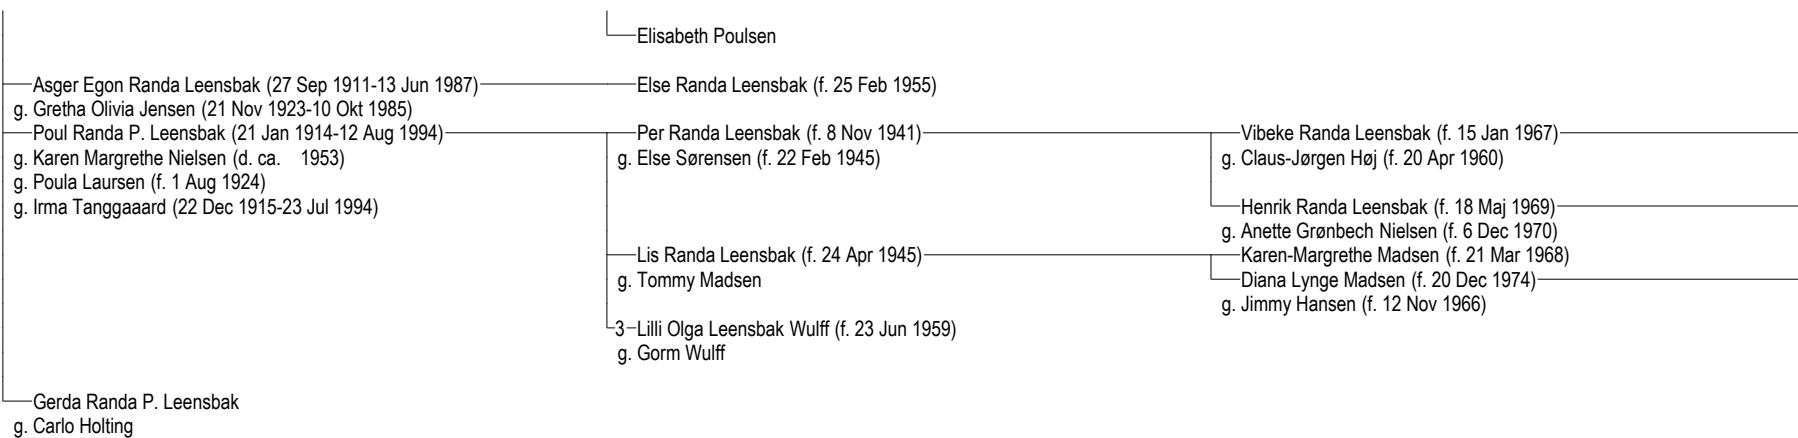 Elisabeth Poulsen
Asger Egon Randa Leensbak (27 Sep 1911-13 Jun 1987)
Else Randa Leensbak (f. 25 Feb 1955)
g. Gretha Olivia Jensen (21 Nov 1923-10 Okt 1985)
Poul Randa P. Leensbak (21 Jan 1914-12 Aug 1994)
Per Randa Leensbak (f. 8 Nov 1941)
Vibeke Randa Leensbak (f. 15 Jan 1967)
g. Karen Margrethe Nielsen (d. ca. 1953)
g. Else Sørensen (f. 22 Feb 1945)
g. Claus-Jørgen Høj (f. 20 Apr 1960)
g. Poula Laursen (f. 1 Aug 1924)
g. Irma Tanggaaard (22 Dec 1915-23 Jul 1994)
Henrik Randa Leensbak (f. 18 Maj 1969)
g. Anette Grønbech Nielsen (f. 6 Dec 1970)
Lis Randa Leensbak (f. 24 Apr 1945)
Karen-Margrethe Madsen (f. 21 Mar 1968)
g. Tommy Madsen
Diana Lynge Madsen (f. 20 Dec 1974)
g. Jimmy Hansen (f. 12 Nov 1966)
3 Lilli Olga Leensbak Wulff (f. 23 Jun 1959)
g. Gorm Wulff
Gerda Randa P. Leensbak
g. Carlo Holting